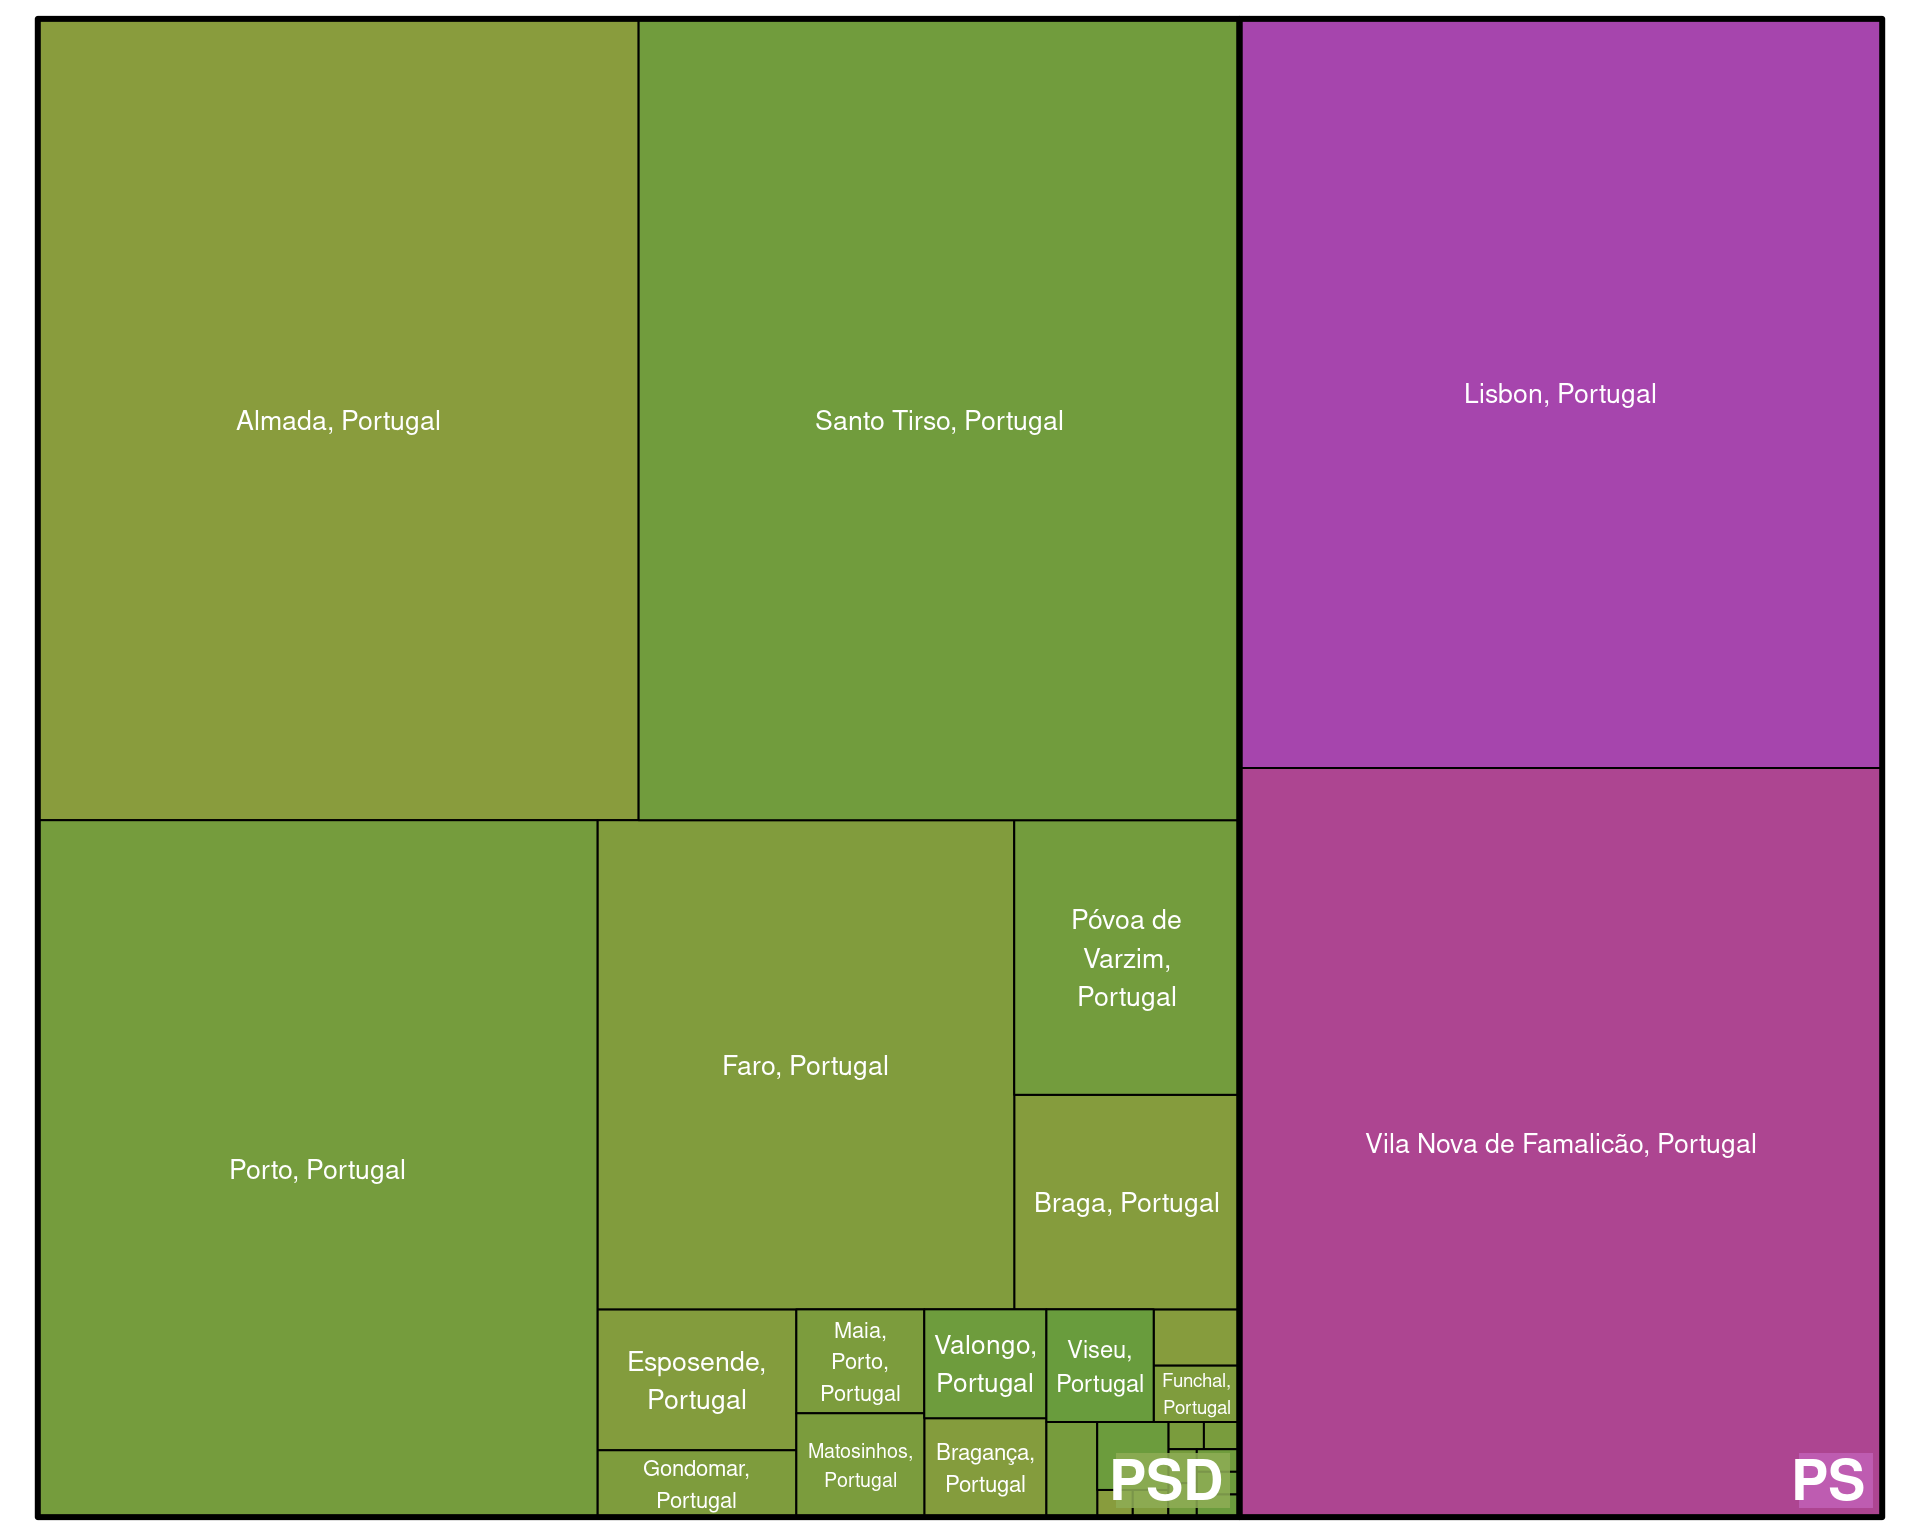 Almada, Portugal
Santo Tirso, Portugal
Lisbon, Portugal
Porto, Portugal
Faro, Portugal
Póvoa de
Varzim,
Portugal
Braga, Portugal
Vila Nova de Famalicão, Portugal
Esposende,
Portugal
Gondomar,
Portugal
Maia,
Porto,
Portugal
Matosinhos,
Portugal
Valongo,
Portugal
Bragança,
Portugal
Viseu,
Portugal
Funchal,
Portugal
PSD
PS